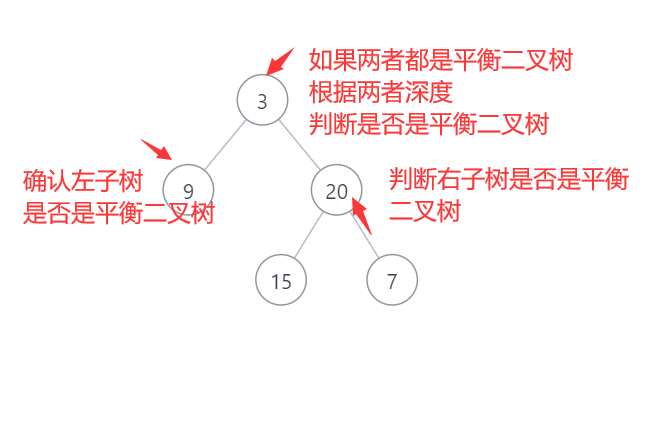 如果两者都是平衡二叉树
根据两者深度
判断是否是平衡二叉树
3
确认左子树
是否是平衡二叉树
9
20
判断右子树是否是平衡
二叉树
15
7